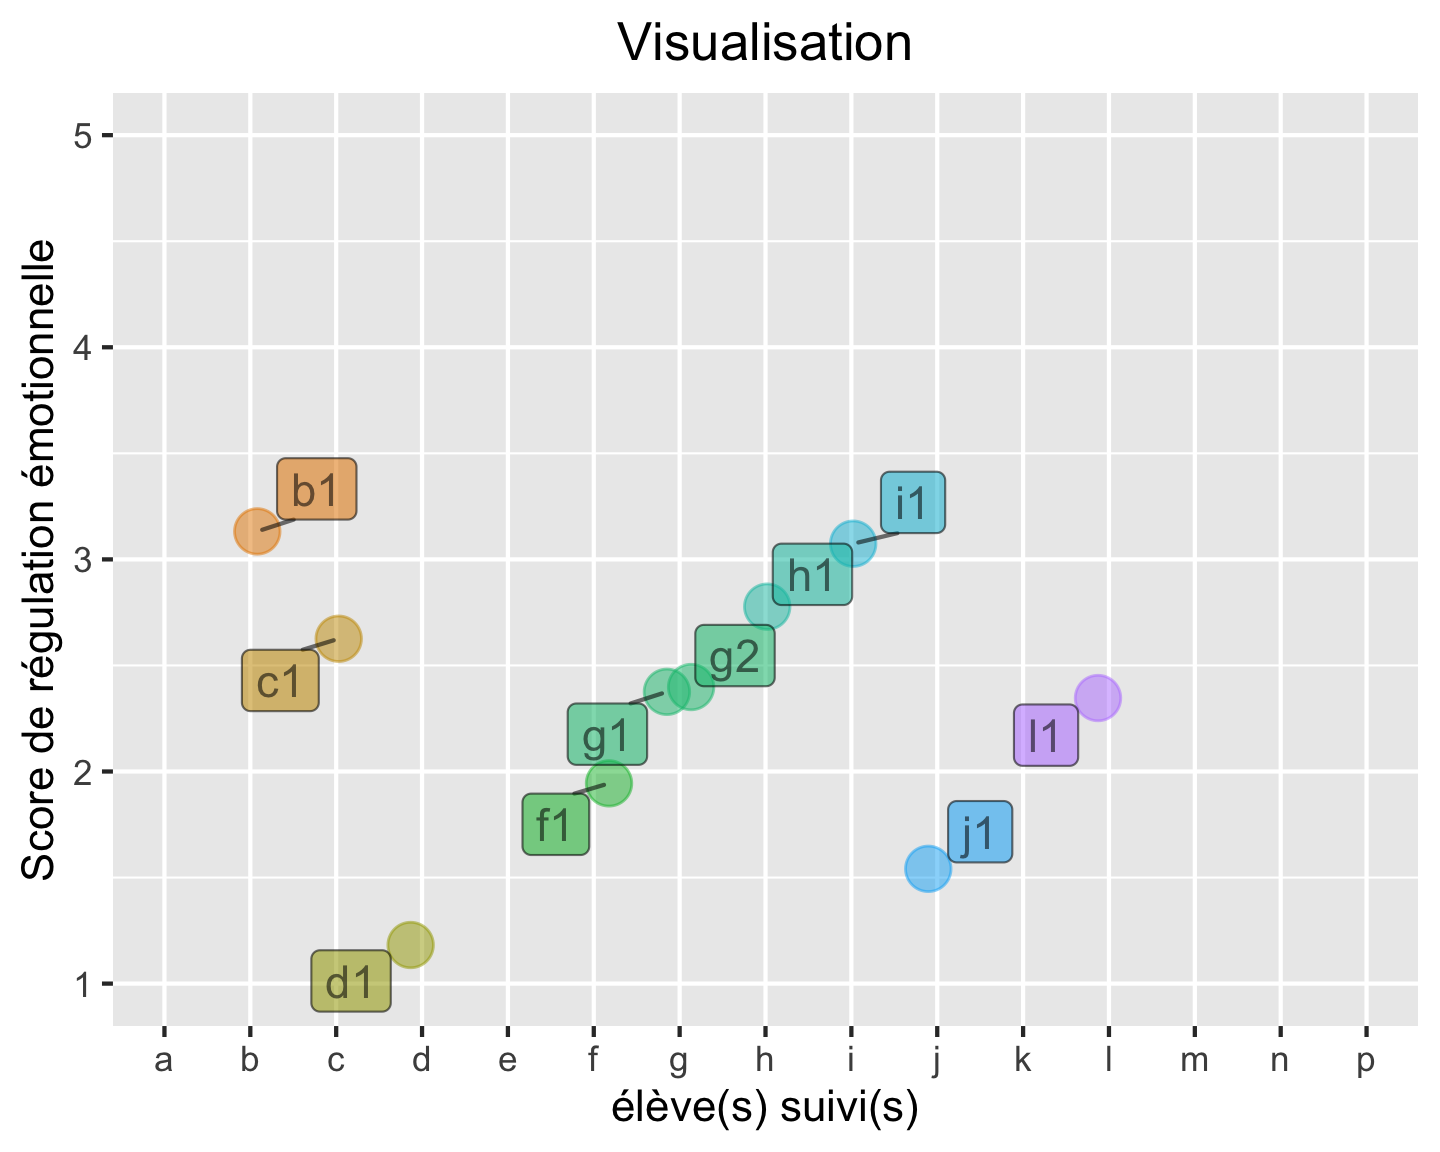 Visualisation
Score de régulation émotionnelle
5
4
3
2
1
b1
i1
h1
c1
g2
g1
l1
f1
j1
d1
a b c d e f g h i j k l m n p
élève(s) suivi(s)